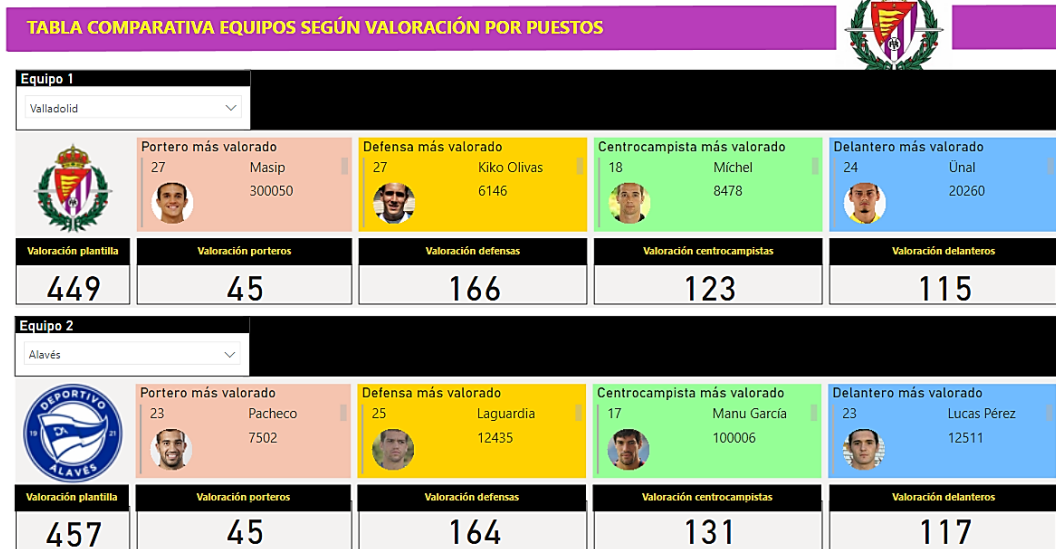 TABLA COMPARATIVA EQUIPOS SEGÚN VALORACIÓN POR PUESTOS
Equipo 1
Valladolid
Portero más valorado
27 Masip
300050
Defensa más valorado
27 Kiko Olivas
6146
Centrocampista más valorado
18 Míchel
8478
Delantero más valorado
24 Ünal
20260
Valoración plantilla
449
Valoración porteros
45
Valoración defensas
166
Valoración centrocampistas
123
Valoración delanteros
115
Equipo 2
Alavés
DEPORTIVO
19 21
ALAVÉS
Portero más valorado
23 Pacheco
7502
Defensa más valorado
25 Laguardia
12435
Centrocampista más valorado
17 Manu García
100006
Delantero más valorado
23 Lucas Pérez
12511
Valoración plantilla
457
Valoración porteros
45
Valoración defensas
164
Valoración centrocampistas
131
Valoración delanteros
117